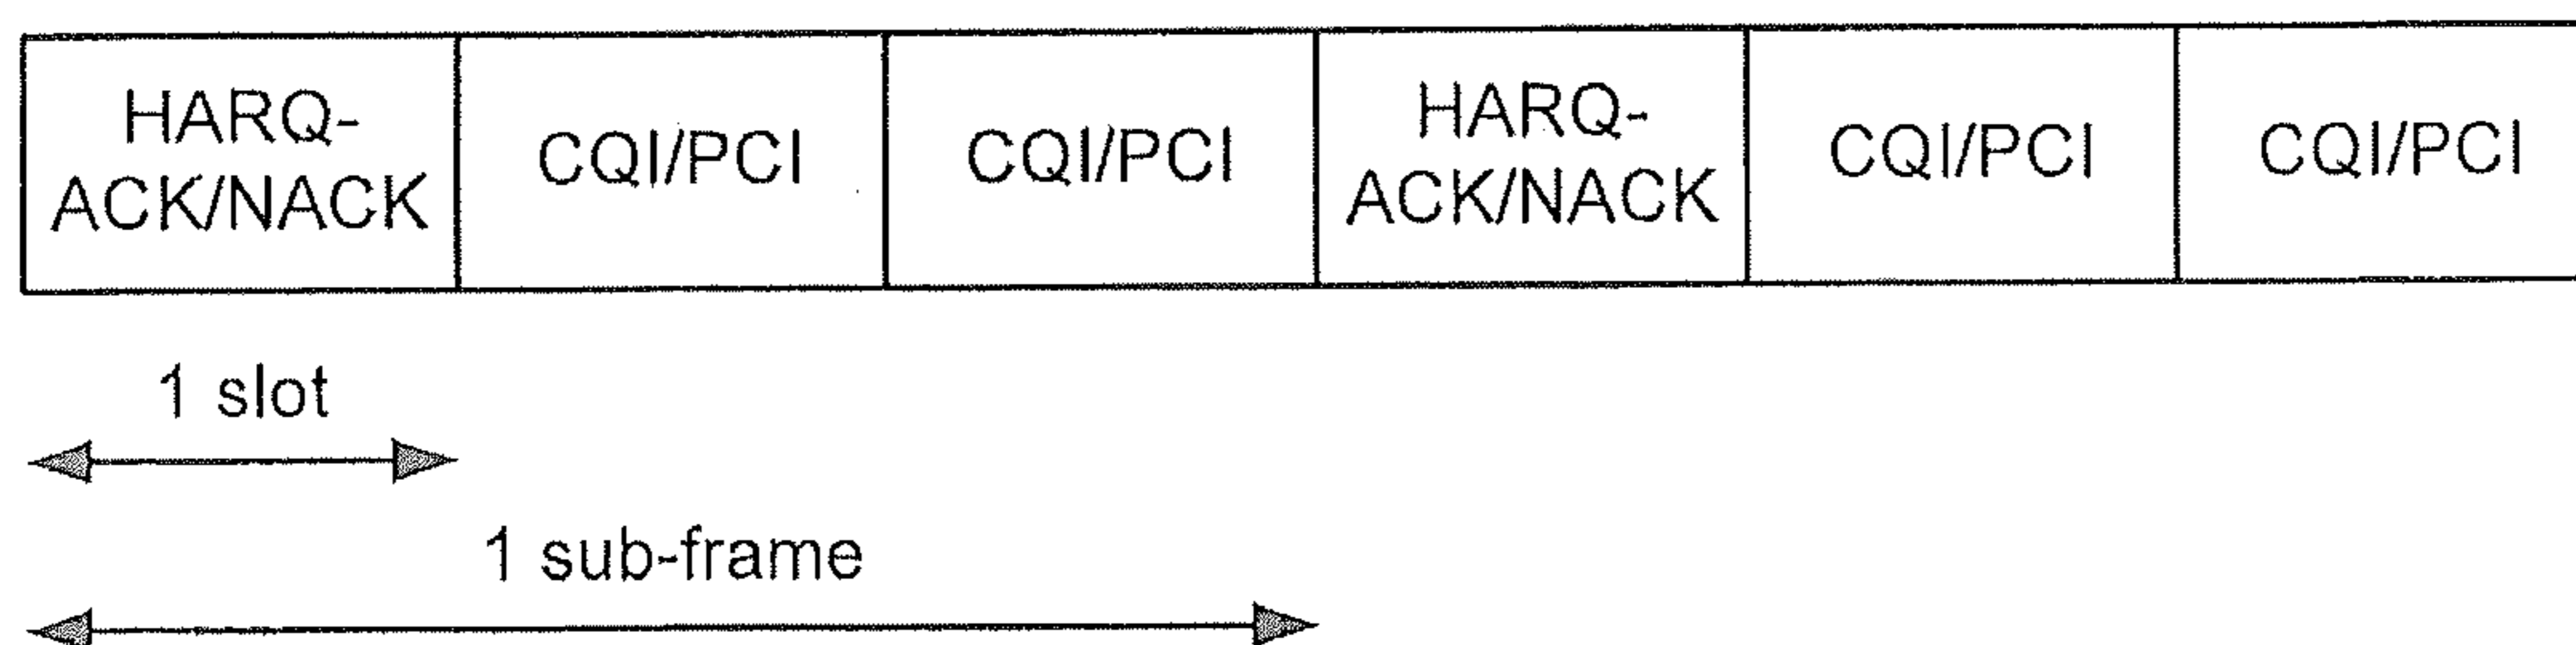 HARQ-
ACK/NACK
CQI/PCI
CQI/PCI
HARQ-
ACK/NACK
CQI/PCI
CQI/PCI
1 slot
1 sub-frame